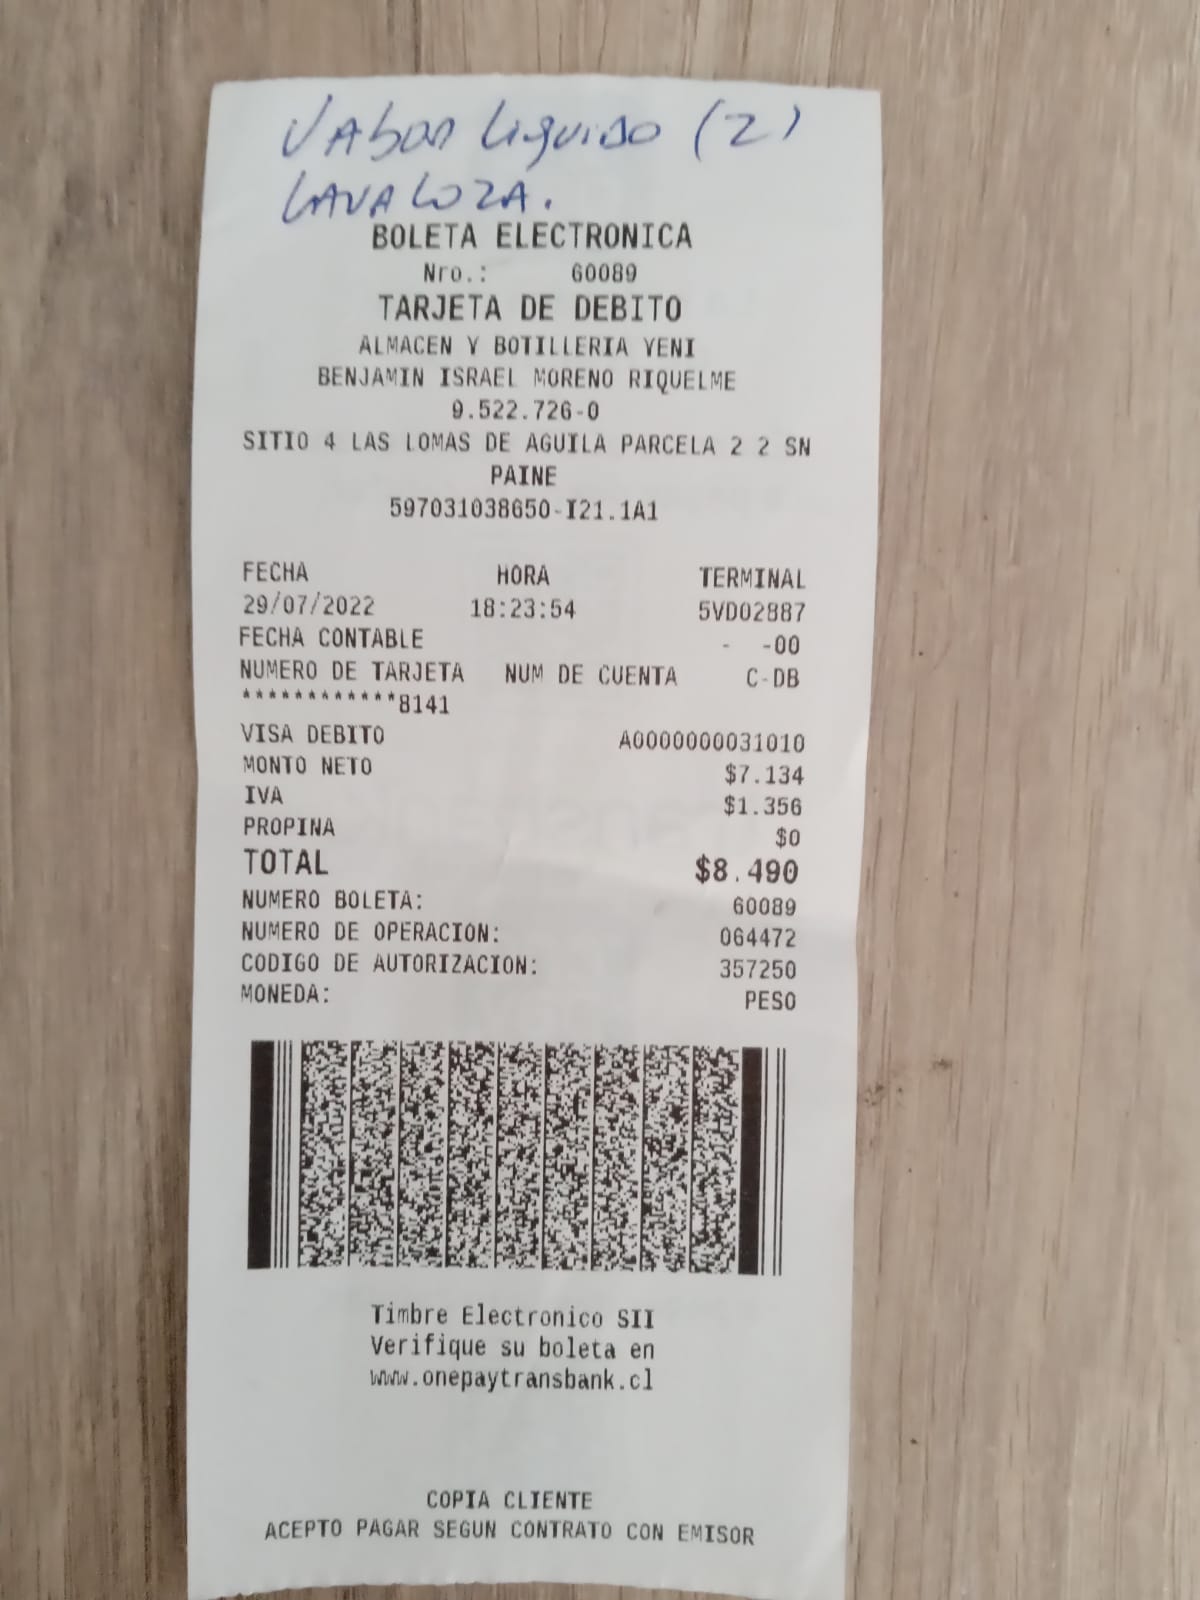 Jabon Liquido (2)
LAVALOZA.
BOLETA ELECTRONICA
Nro.: 60089
TARJETA DE DEBITO
ALMACEN Y BOTILLERIA YENI
BENJAMIN ISRAEL MORENO RIQUELME
9.522.726-0
SITIO 4 LAS LOMAS DE AGUILA PARCELA 2 2 SN
PAINE
597031038650-I21.1A1
FECHA HORA TERMINAL
29/07/2022 18:23:54 5VD02887
FECHA CONTABLE - -00
NUMERO DE TARJETA NUM DE CUENTA C-DB
************8141
VISA DEBITO A0000000031010
MONTO NETO $7.134
IVA $1.356
PROPINA $0
TOTAL $8.490
NUMERO BOLETA: 60089
NUMERO DE OPERACION: 064472
CODIGO DE AUTORIZACION: 357250
MONEDA: PESO
Timbre Electronico SII
Verifique su boleta en
www.onepaytransbank.cl
COPIA CLIENTE
ACEPTO PAGAR SEGUN CONTRATO CON EMISOR